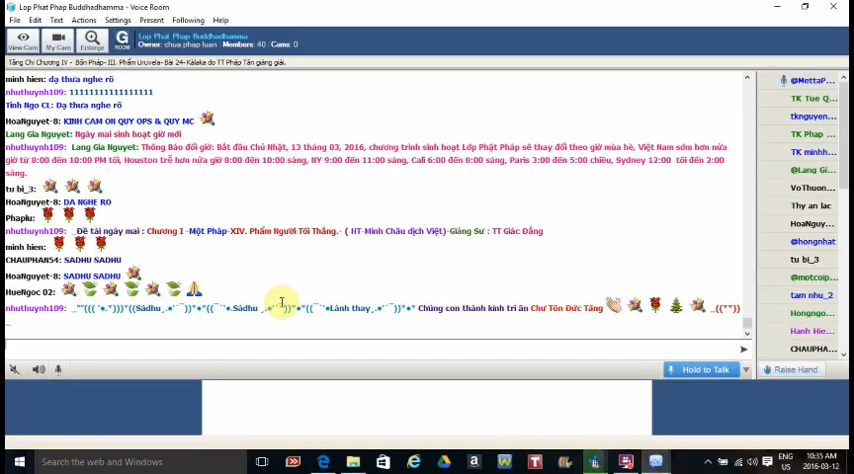 Lop Phat Phap Buddhadhamma - Voice Room
File Edit Text Actions Settings Present Following Help
View Cam My Cam Enlarge G ROOM
Lop Phat Phap Buddhadhamma
Owner: chua phap luan : Members: 40 : Cams: 0
Tăng Chi Chương IV - Bốn Pháp- III. Phẩm Uruvela- Bài 24- Kàlaka do TT Pháp Tân giảng giải.
minh hien: dạ thưa nghe rõ
nhuthuynh109: 11111111111111111
Tinh Ngo CL: Dạ thưa nghe rõ
HoaNguyet-8: KINH CAM ON QUY OPS & QUY MC
Lang Gia Nguyet: Ngày mai sinh hoạt giờ mới
nhuthuynh109: Lang Gia Nguyet: Thông Báo đổi giờ: Bắt đầu Chủ Nhật, 13 tháng 03, 2016, chương trình sinh hoạt Lớp Phật Pháp sẽ thay đổi theo giờ mùa hè, Việt Nam sớm hơn nửa
giờ từ 8:00 đến 10:00 PM tối, Houston trễ hơn nửa giờ 8:00 đến 10:00 sáng, NY 9:00 đến 11:00 sáng, Cali 6:00 đến 8:00 sáng, Paris 3:00 đến 5:00 chiều, Sydney 12:00 tối đến 2:00
sáng.
tu bi_3:
HoaNguyet-8: DA NGHE RO
Phaplu:
nhuthuynh109: _Đề tài ngày mai : Chương I -Một Pháp-XIV. Phẩm Người Tối Thắng.- ( HT-Minh Châu dịch Việt)-Giảng Sư : TT Giác Đẳng
minh hien:
CHAUPHAN54: SADHU SADHU
HoaNguyet-8: SADHU SADHU
HueNgoc 02:
nhuthuynh109: Sàdhu Sàdhu Lành thay Chúng con thành kính tri ân Chư Tôn Đức Tăng
@MettaP...
TK Tue Q...
tknguyen...
TK Phap ...
TK minhh...
@Lang Gi...
VoThuon...
Thy an lac
HoaNguy...
@hongnhat
tu bi_3
@motcoip...
tam nhu_2
Hongngo...
Hanh Hie...
CHAUPHAN...
Hold to Talk
Raise Hand
Search the web and Windows
ENG
US
10:35 AM
2016-03-12